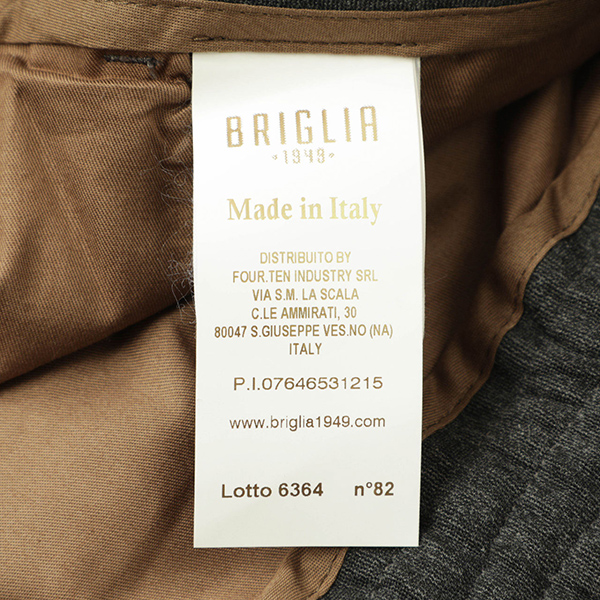 BRIGLIA
•1949•
Made in Italy
DISTRIBUITO BY
FOUR.TEN INDUSTRY SRL
VIA S.M. LA SCALA
C.LE AMMIRATI, 30
80047 S.GIUSEPPE VES.NO (NA)
ITALY
P.I.07646531215
www.briglia1949.com
Lotto 6364 n°82